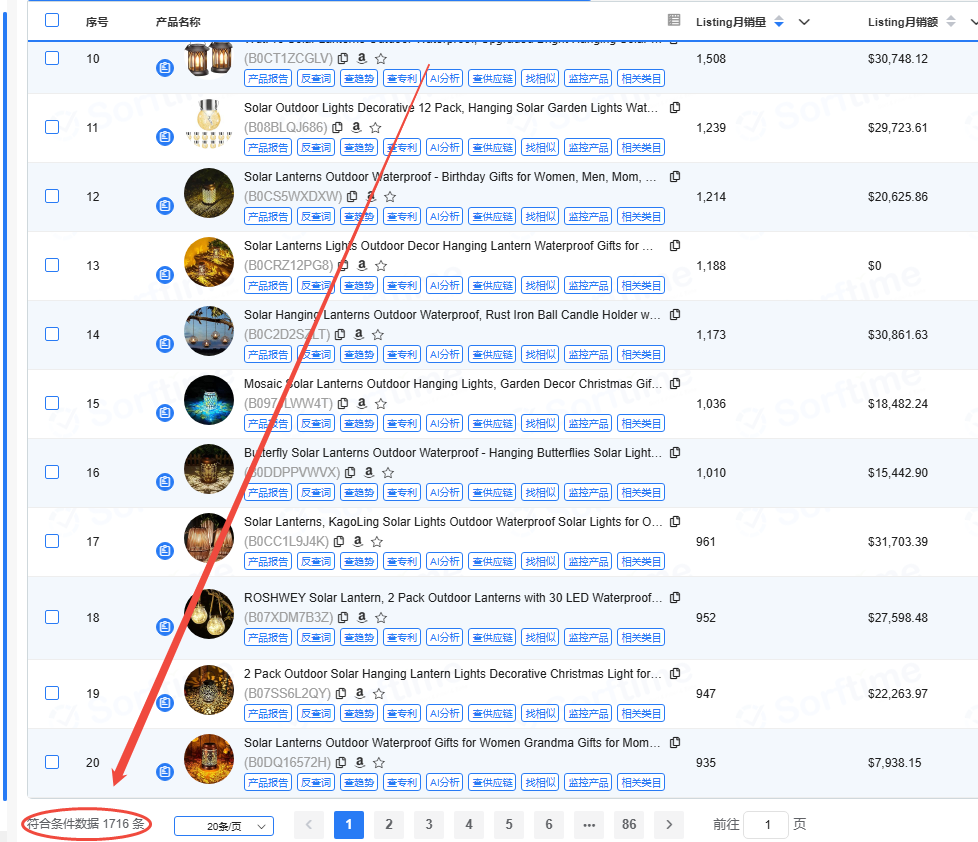 序号 产品名称 Listing月销量 Listing月销额
10 1,508 $30,748.12
(B0CT1ZCGLV)
产品报告 反查词 查趋势 查专利 AI分析 查供应链 找相似 监控产品 相关类目
Solar Outdoor Lights Decorative 12 Pack, Hanging Solar Garden Lights Wat...
11 1,239 $29,723.61
(B08BLQJ686)
产品报告 反查词 查趋势 查专利 AI分析 查供应链 找相似 监控产品 相关类目
Solar Lanterns Outdoor Waterproof - Birthday Gifts for Women, Men, Mom, ...
12 1,214 $20,625.86
(B0CS5WXDXW)
产品报告 反查词 查趋势 查专利 AI分析 查供应链 找相似 监控产品 相关类目
Solar Lanterns Lights Outdoor Decor Hanging Lantern Waterproof Gifts for ...
13 1,188 $0
(B0CRZ12PG8)
产品报告 反查词 查趋势 查专利 AI分析 查供应链 找相似 监控产品 相关类目
Solar Hanging Lanterns Outdoor Waterproof, Rust Iron Ball Candle Holder w...
14 1,173 $30,861.63
产品报告 反查词 查趋势 查专利 AI分析 查供应链 找相似 监控产品 相关类目
Mosaic Solar Lanterns Outdoor Hanging Lights, Garden Decor Christmas Gif...
15 1,036 $18,482.24
产品报告 反查词 查趋势 查专利 AI分析 查供应链 找相似 监控产品 相关类目
Butterfly Solar Lanterns Outdoor Waterproof - Hanging Butterflies Solar Light...
16 1,010 $15,442.90
(B0DDPPVWVX)
产品报告 反查词 查趋势 查专利 AI分析 查供应链 找相似 监控产品 相关类目
Solar Lanterns, KagoLing Solar Lights Outdoor Waterproof Solar Lights for O...
17 961 $31,703.39
(B0CC1L9J4K)
产品报告 反查词 查趋势 查专利 AI分析 查供应链 找相似 监控产品 相关类目
ROSHWEY Solar Lantern, 2 Pack Outdoor Lanterns with 30 LED Waterproof...
18 952 $27,598.48
(B07XDM7B3Z)
产品报告 反查词 查趋势 查专利 AI分析 查供应链 找相似 监控产品 相关类目
2 Pack Outdoor Solar Hanging Lantern Lights Decorative Christmas Light for...
19 947 $22,263.97
(B07SS6L2QY)
产品报告 反查词 查趋势 查专利 AI分析 查供应链 找相似 监控产品 相关类目
Solar Lanterns Outdoor Waterproof Gifts for Women Grandma Gifts for Mom...
20 935 $7,938.15
(B0DQ16572H)
产品报告 反查词 查趋势 查专利 AI分析 查供应链 找相似 监控产品 相关类目
符合条件数据 1716 条 20条/页 1 2 3 4 5 6 ... 86 前往 1 页
Sorftime